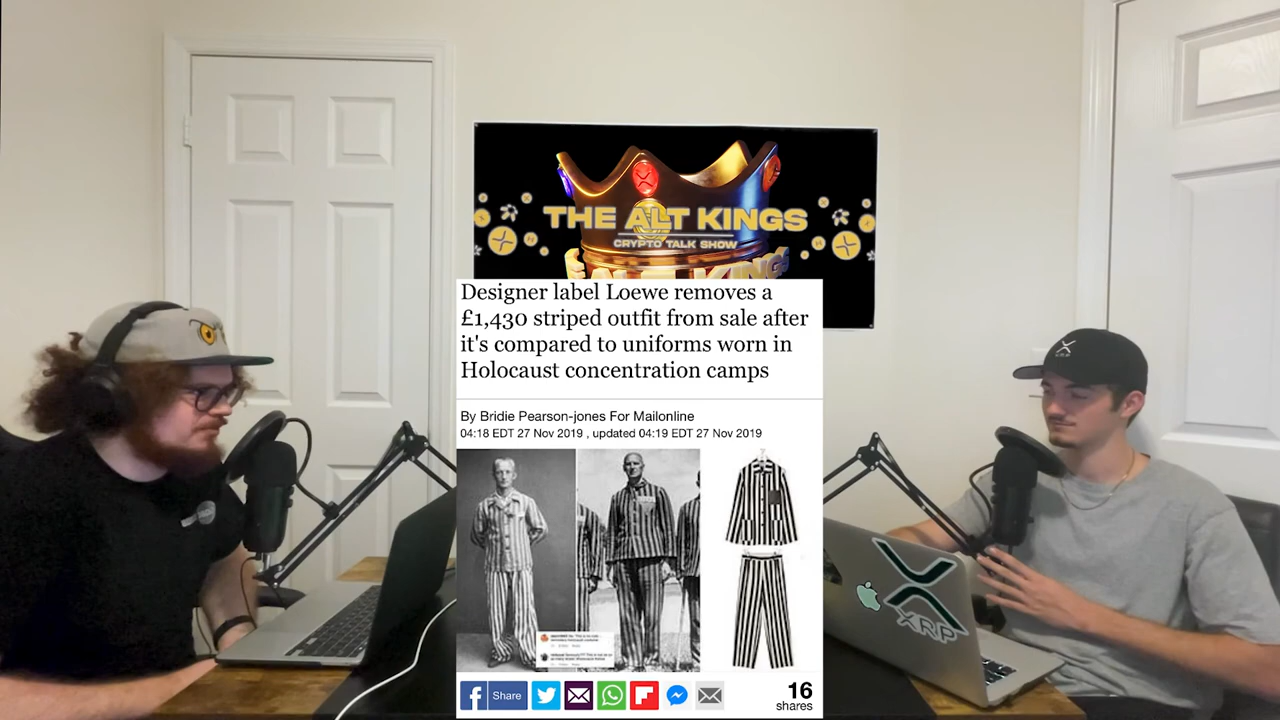 THE ALT KINGS
CRYPTO TALK SHOW
Designer label Loewe removes a
£1,430 striped outfit from sale after
it's compared to uniforms worn in
Holocaust concentration camps
By Bridie Pearson-jones For Mailonline
04:18 EDT 27 Nov 2019 , updated 04:19 EDT 27 Nov 2019
Share
16
shares
XRP
XRP